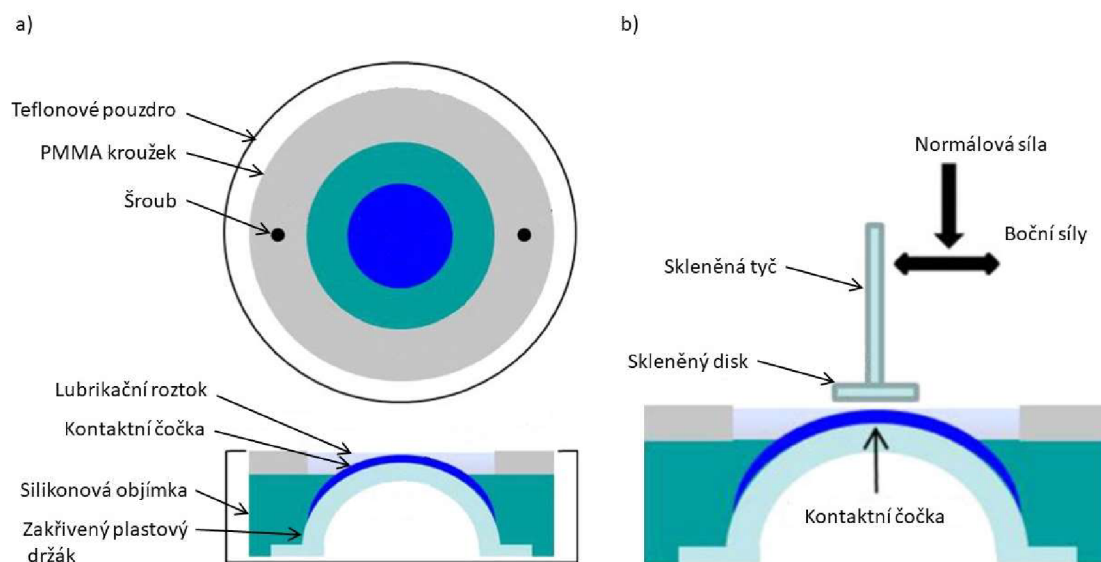 a)
Teflonové pouzdro
PMMA kroužek
Šroub
Lubrikační roztok
Kontaktní čočka
Silikonová objímka
Zakřivený plastový
držák
b)
Normálová síla
Boční síly
Skleněná tyč
Skleněný disk
Kontaktní čočka